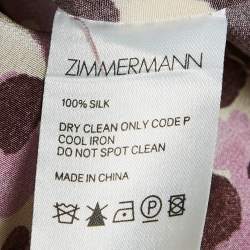 ZIMMERMANN
100% SILK
DRY CLEAN ONLY CODE P
COOL IRON
DO NOT SPOT CLEAN
MADE IN CHINA
P